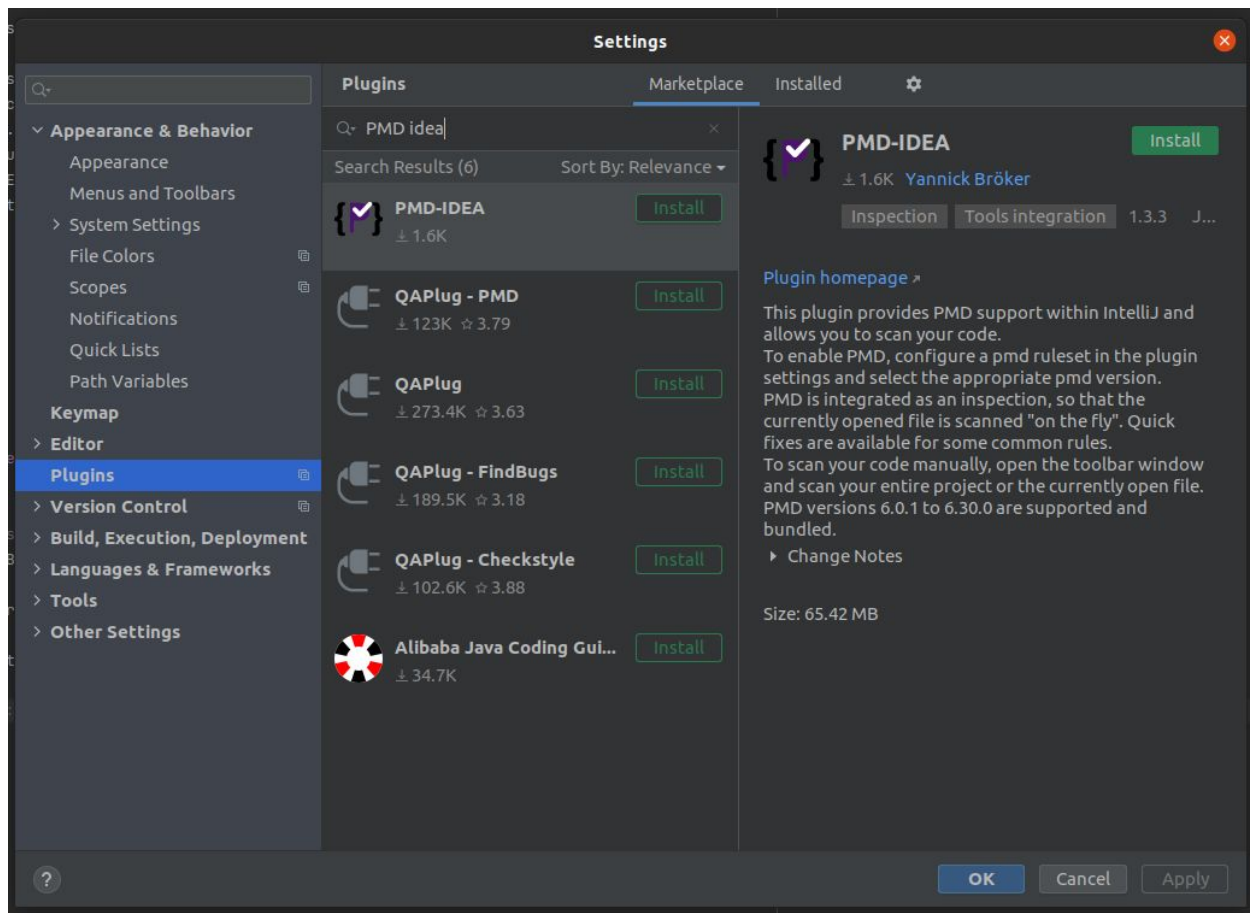 Settings
Appearance & Behavior
Appearance
Menus and Toolbars
System Settings
File Colors
Scopes
Notifications
Quick Lists
Path Variables
Keymap
Editor
Plugins
Version Control
Build, Execution, Deployment
Languages & Frameworks
Tools
Other Settings
Plugins
Marketplace
Installed
PMD idea
Search Results (6) Sort By: Relevance
PMD-IDEA Install
1.6K
QAPlug - PMD Install
123K 3.79
QAPlug Install
273.4K 3.63
QAPlug - FindBugs Install
189.5K 3.18
QAPlug - Checkstyle Install
102.6K 3.88
Alibaba Java Coding Gui... Install
34.7K
PMD-IDEA Install
1.6K Yannick Bröker
Inspection Tools integration 1.3.3 J...
Plugin homepage
This plugin provides PMD support within IntelliJ and
allows you to scan your code.
To enable PMD, configure a pmd ruleset in the plugin
settings and select the appropriate pmd version.
PMD is integrated as an inspection, so that the
currently opened file is scanned "on the fly". Quick
fixes are available for some common rules.
To scan your code manually, open the toolbar window
and scan your entire project or the currently open file.
PMD versions 6.0.1 to 6.30.0 are supported and
bundled.
Change Notes
Size: 65.42 MB
?
OK Cancel Apply